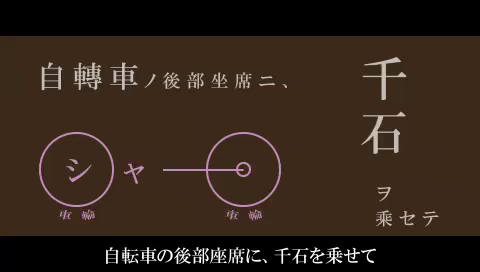 自轉車ノ後部坐席ニ、
千石
ヲ
乗セテ
シャ
車輪
車輪
自転車の後部座席に、千石を乗せて